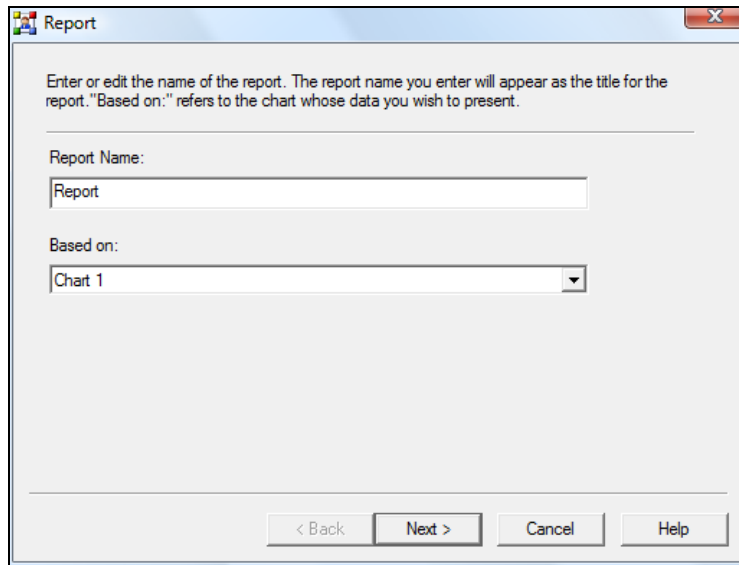 Report
Enter or edit the name of the report. The report name you enter will appear as the title for the
report."Based on:" refers to the chart whose data you wish to present.
Report Name:
Report
Based on:
Chart 1
< Back Next > Cancel Help